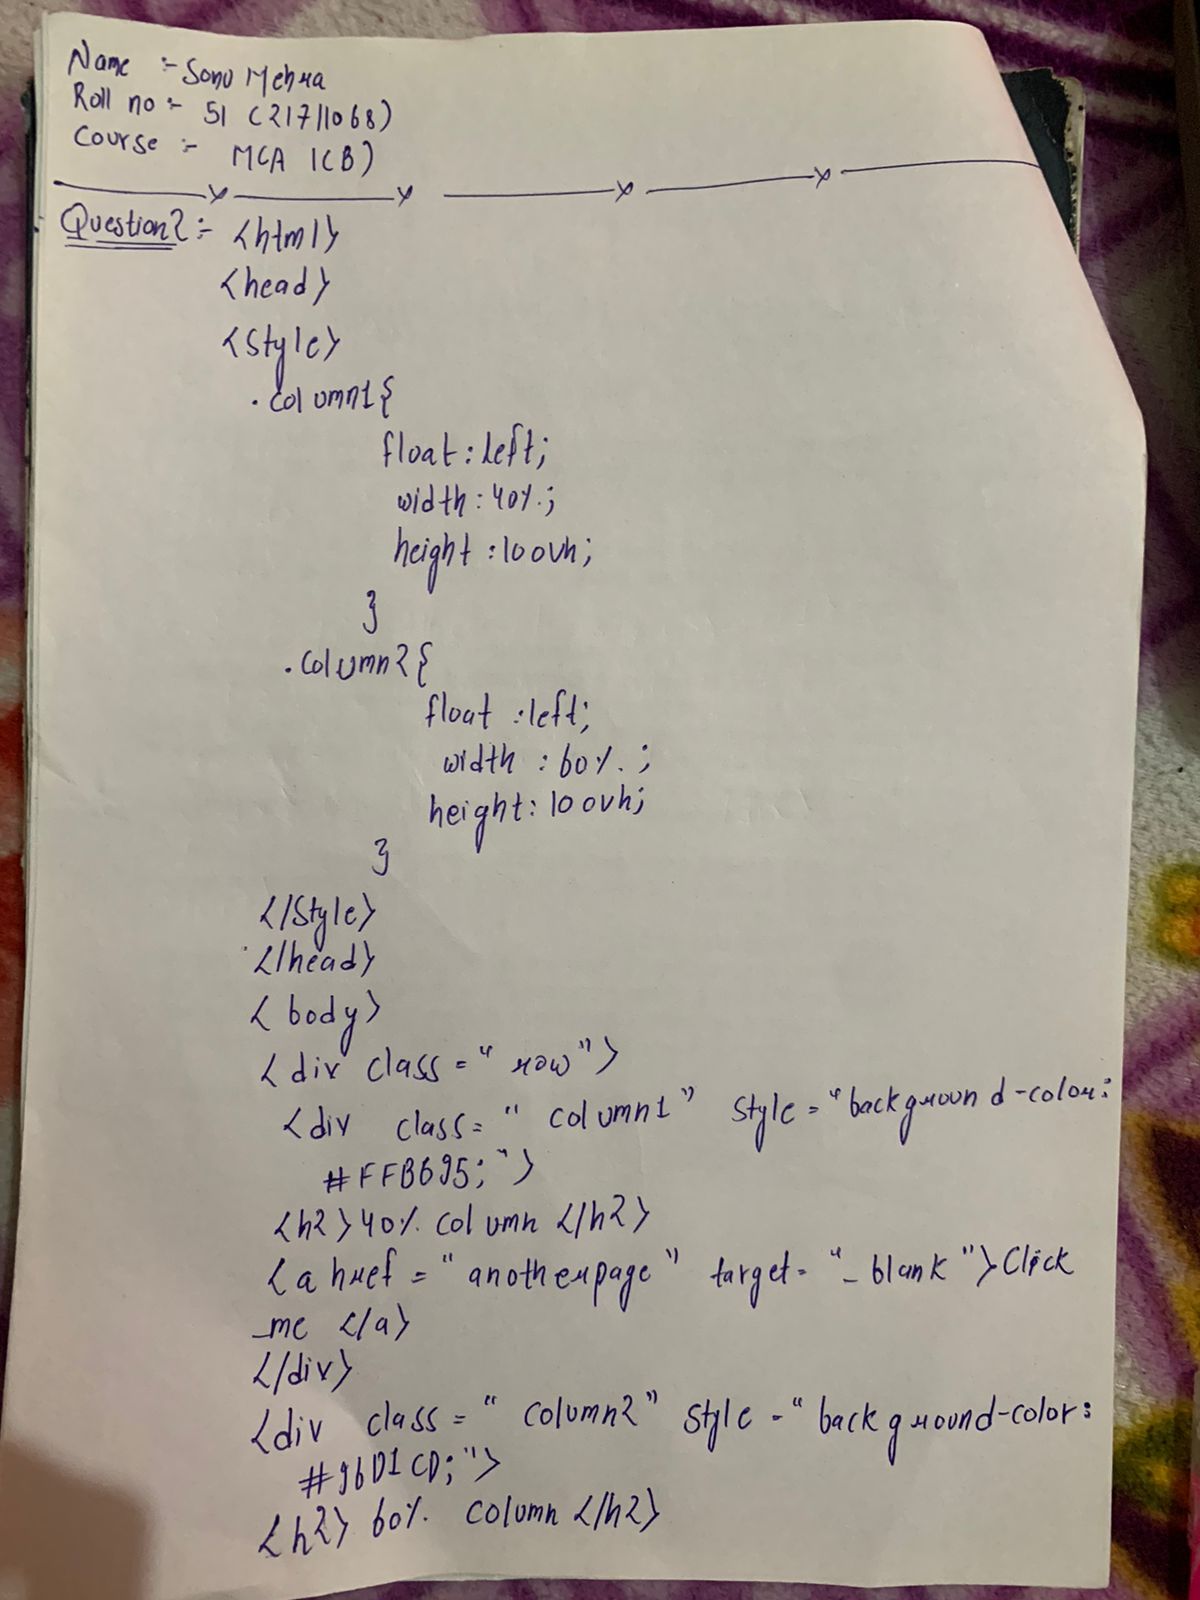 Name :- Sonu Mehra
Roll no :- 51 (21711068)
Course :- MCA 1(B)
Question2:- <html>
<head>
<style>
.column1{
float:left;
width:40%;
height:100vh;
}
.column2{
float:left;
width:60%;
height:100vh;
}
</style>
</head>
<body>
<div class="row">
<div class="column1" style="background-color:
#FFB695;">
<h2>40% column</h2>
<a href="anotherpage" target="_blank">Click
me </a>
</div>
<div class="column2" style="background-color:
#96D1CD;">
<h2>60% column</h2>